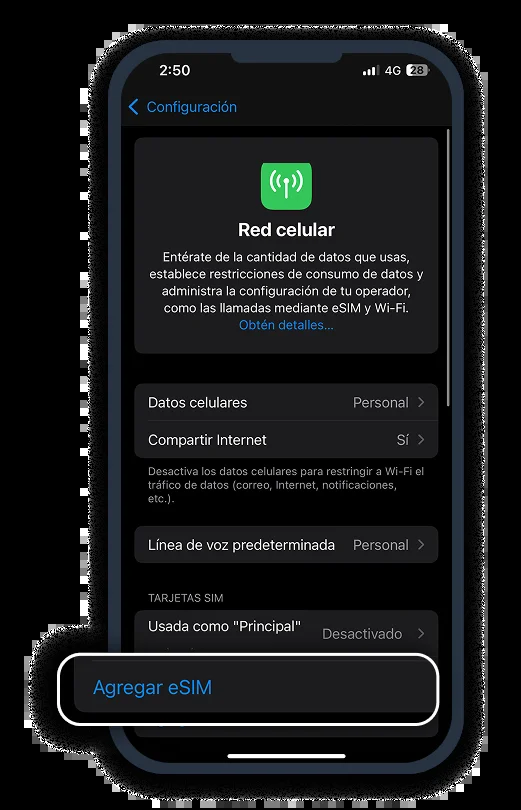 2:50
4G
28
Configuración
Red celular
Entérate de la cantidad de datos que usas,
establece restricciones de consumo de datos y
administra la configuración de tu operador,
como las llamadas mediante eSIM y Wi-Fi.
Obtén detalles...
Datos celulares Personal
Compartir Internet Sí
Desactiva los datos celulares para restringir a Wi-Fi el
tráfico de datos (correo, Internet, notificaciones,
etc.).
Línea de voz predeterminada Personal
TARJETAS SIM
Usada como "Principal" Desactivado
Agregar eSIM